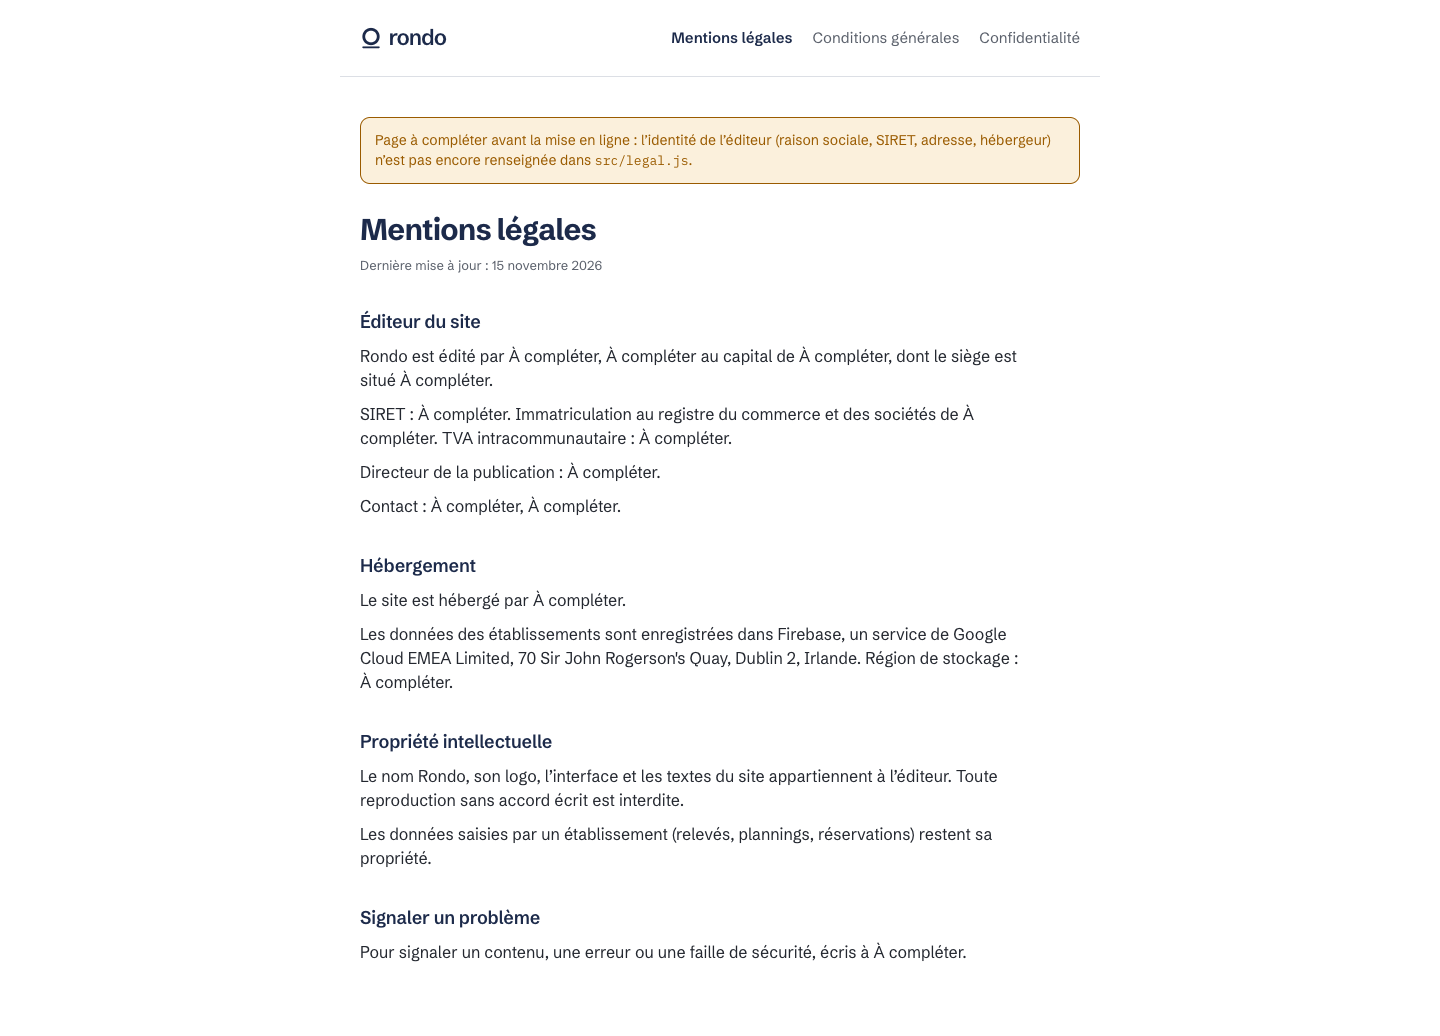 rondo
Mentions légales Conditions générales Confidentialité
Page à compléter avant la mise en ligne : l’identité de l’éditeur (raison sociale, SIRET, adresse, hébergeur)
n’est pas encore renseignée dans src/legal.js.
Mentions légales
Dernière mise à jour : 15 novembre 2026
Éditeur du site
Rondo est édité par À compléter, À compléter au capital de À compléter, dont le siège est
situé À compléter.
SIRET : À compléter. Immatriculation au registre du commerce et des sociétés de À
compléter. TVA intracommunautaire : À compléter.
Directeur de la publication : À compléter.
Contact : À compléter, À compléter.
Hébergement
Le site est hébergé par À compléter.
Les données des établissements sont enregistrées dans Firebase, un service de Google
Cloud EMEA Limited, 70 Sir John Rogerson's Quay, Dublin 2, Irlande. Région de stockage :
À compléter.
Propriété intellectuelle
Le nom Rondo, son logo, l’interface et les textes du site appartiennent à l’éditeur. Toute
reproduction sans accord écrit est interdite.
Les données saisies par un établissement (relevés, plannings, réservations) restent sa
propriété.
Signaler un problème
Pour signaler un contenu, une erreur ou une faille de sécurité, écris à À compléter.